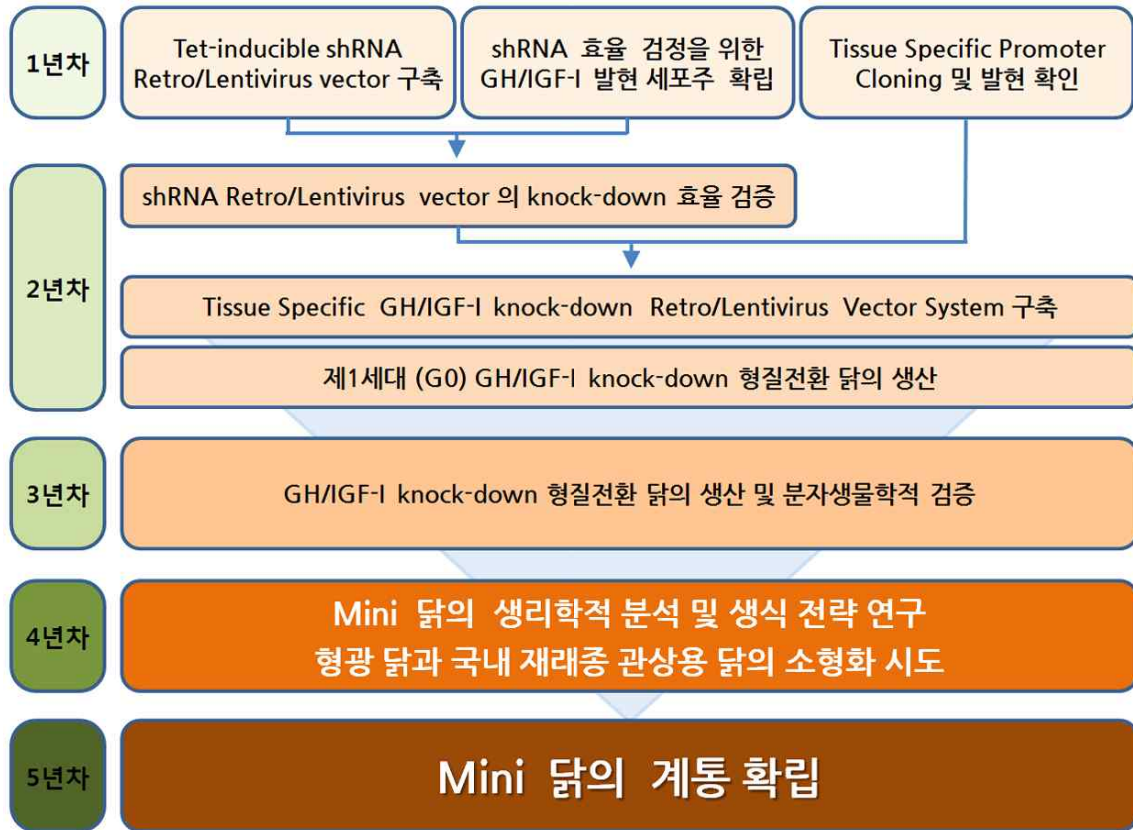 1년차
Tet-inducible shRNA
Retro/Lentivirus vector 구축
shRNA 효율 검정을 위한
GH/IGF-I 발현 세포주 확립
Tissue Specific Promoter
Cloning 및 발현 확인
2년차
shRNA Retro/Lentivirus vector 의 knock-down 효율 검증
Tissue Specific GH/IGF-I knock-down Retro/Lentivirus Vector System 구축
제1세대 (G0) GH/IGF-I knock-down 형질전환 닭의 생산
3년차
GH/IGF-I knock-down 형질전환 닭의 생산 및 분자생물학적 검증
4년차
Mini 닭의 생리학적 분석 및 생식 전략 연구
형광 닭과 국내 재래종 관상용 닭의 소형화 시도
5년차
Mini 닭의 계통 확립